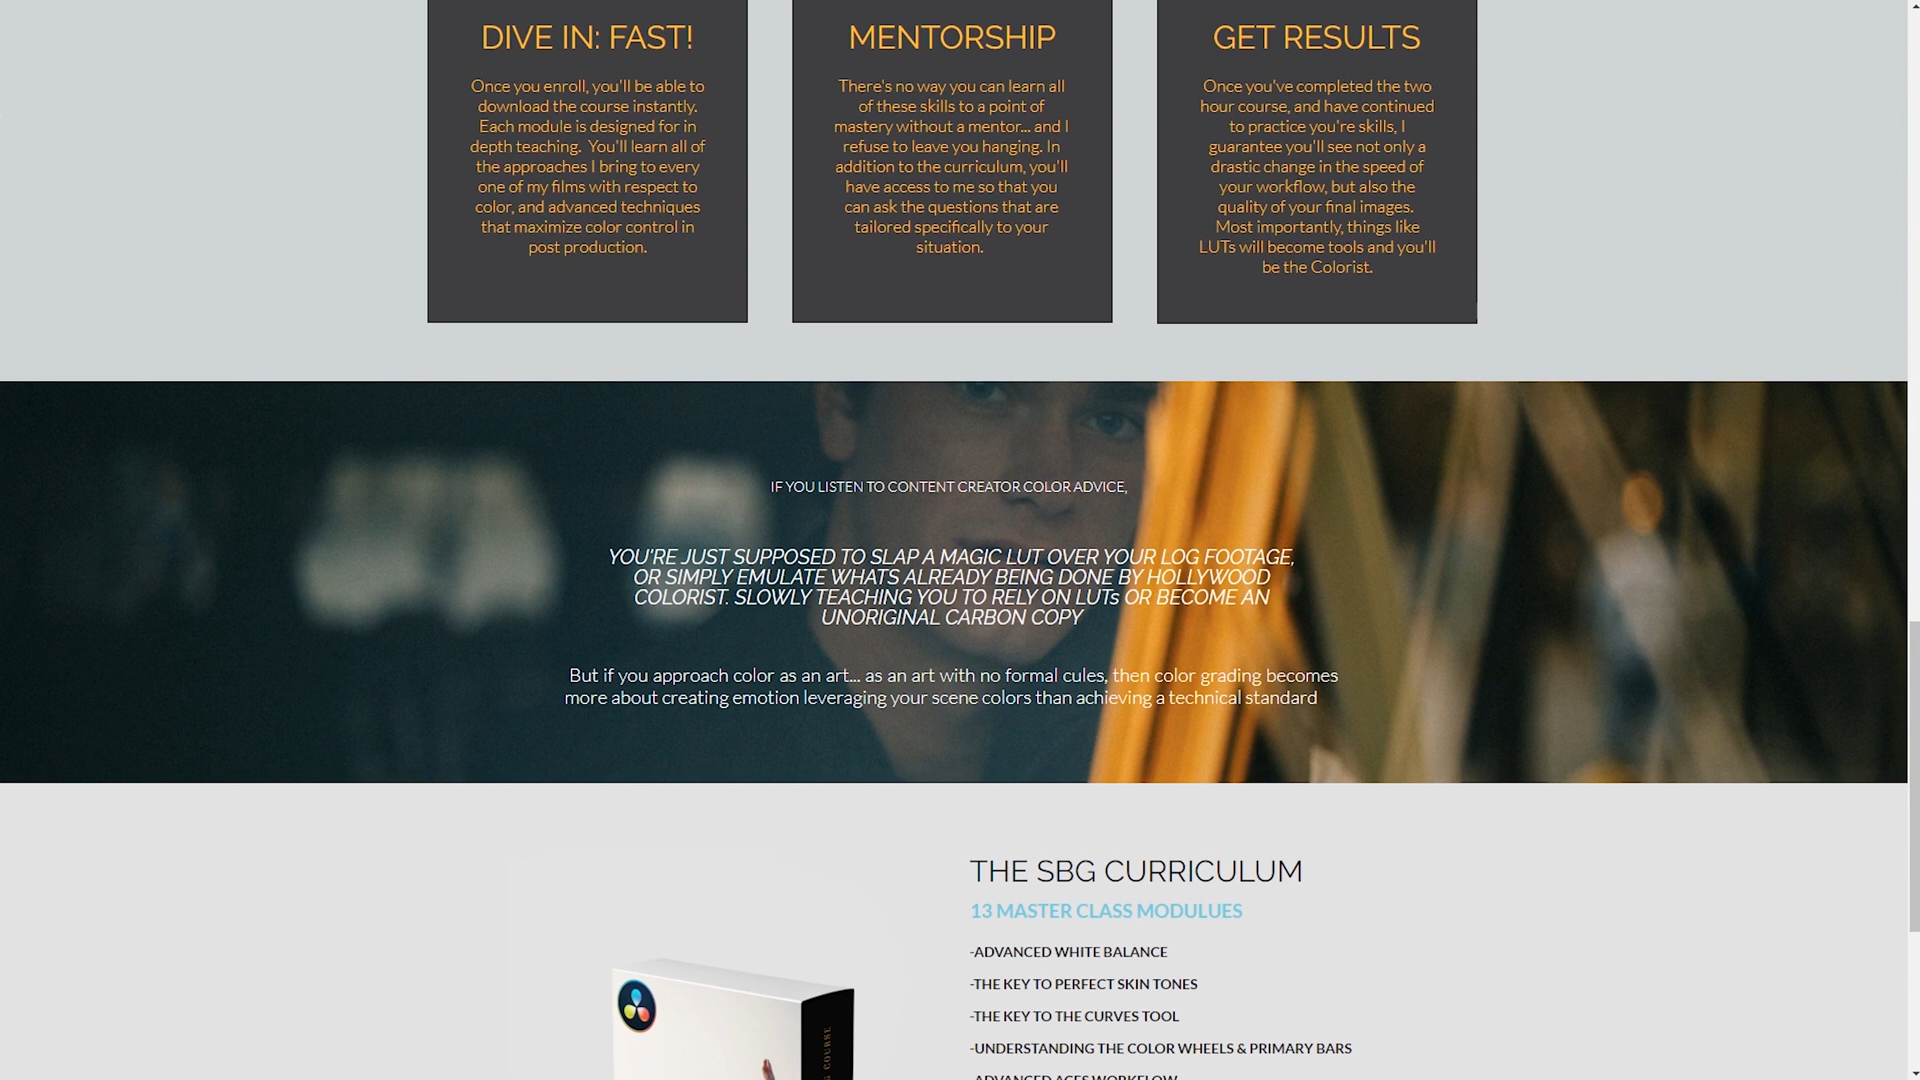 DIVE IN: FAST!
Once you enroll, you'll be able to
download the course instantly.
Each module is designed for in
depth teaching.  You'll learn all of
the approaches I bring to every
one of my films with respect to
color, and advanced techniques
that maximize color control in
post production.
MENTORSHIP
There's no way you can learn all
of these skills to a point of
mastery without a mentor... and I
refuse to leave you hanging. In
addition to the curriculum, you'll
have access to me so that you
can ask the questions that are
tailored specifically to your
situation.
GET RESULTS
Once you've completed the two
hour course, and have continued
to practice you're skills, I
guarantee you'll see not only a
drastic change in the speed of
your workflow, but also the
quality of your final images.
Most importantly, things like
LUTs will become tools and you'll
be the Colorist.
IF YOU LISTEN TO CONTENT CREATOR COLOR ADVICE,
YOU'RE JUST SUPPOSED TO SLAP A MAGIC LUT OVER YOUR LOG FOOTAGE,
OR SIMPLY EMULATE WHATS ALREADY BEING DONE BY HOLLYWOOD
COLORIST. SLOWLY TEACHING YOU TO RELY ON LUTs OR BECOME AN
UNORIGINAL CARBON COPY
But if you approach color as an art... as an art with no formal cules, then color grading becomes
more about creating emotion leveraging your scene colors than achieving a technical standard
THE SBG CURRICULUM
13 MASTER CLASS MODULUES
-ADVANCED WHITE BALANCE
-THE KEY TO PERFECT SKIN TONES
-THE KEY TO THE CURVES TOOL
-UNDERSTANDING THE COLOR WHEELS & PRIMARY BARS
-ADVANCED ACES WORKFLOW
COURSE